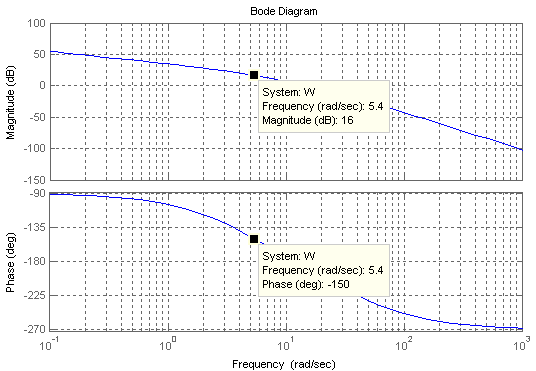 Bode Diagram
100
50
0
-50
-100
-150
Magnitude (dB)
System: W
Frequency (rad/sec): 5.4
Magnitude (dB): 16
-90
-135
-180
-225
-270
Phase (deg)
System: W
Frequency (rad/sec): 5.4
Phase (deg): -150
10^-1 10^0 10^1 10^2 10^3
Frequency (rad/sec)